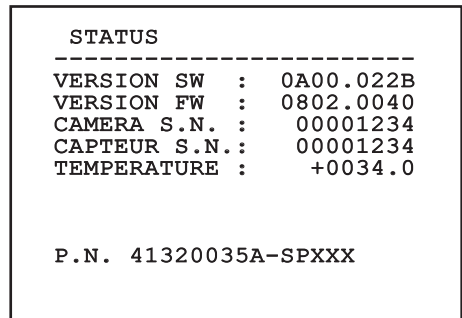 STATUS
------------------------
VERSION SW : 0A00.022B
VERSION FW : 0802.0040
CAMERA S.N. : 00001234
CAPTEUR S.N.: 00001234
TEMPERATURE : +0034.0
P.N. 41320035A-SPXXX